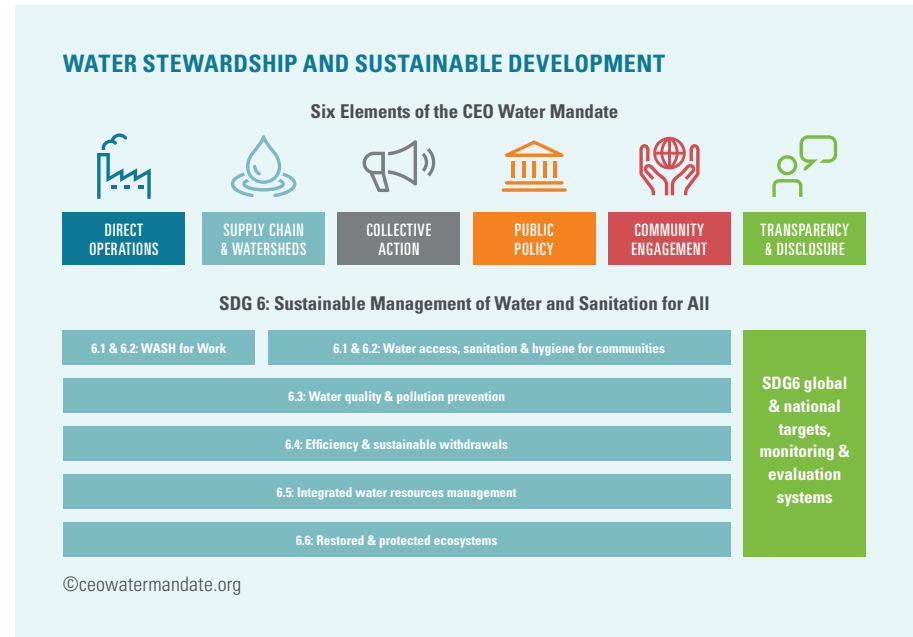 WATER STEWARDSHIP AND SUSTAINABLE DEVELOPMENT
Six Elements of the CEO Water Mandate
DIRECT
OPERATIONS
SUPPLY CHAIN
& WATERSHEDS
COLLECTIVE
ACTION
PUBLIC
POLICY
COMMUNITY
ENGAGEMENT
TRANSPARENCY
& DISCLOSURE
SDG 6: Sustainable Management of Water and Sanitation for All
6.1 & 6.2: WASH for Work
6.1 & 6.2: Water access, sanitation & hygiene for communities
6.3: Water quality & pollution prevention
6.4: Efficiency & sustainable withdrawals
6.5: Integrated water resources management
6.6: Restored & protected ecosystems
SDG6 global
& national
targets,
monitoring &
evaluation
systems
©ceowatermandate.org